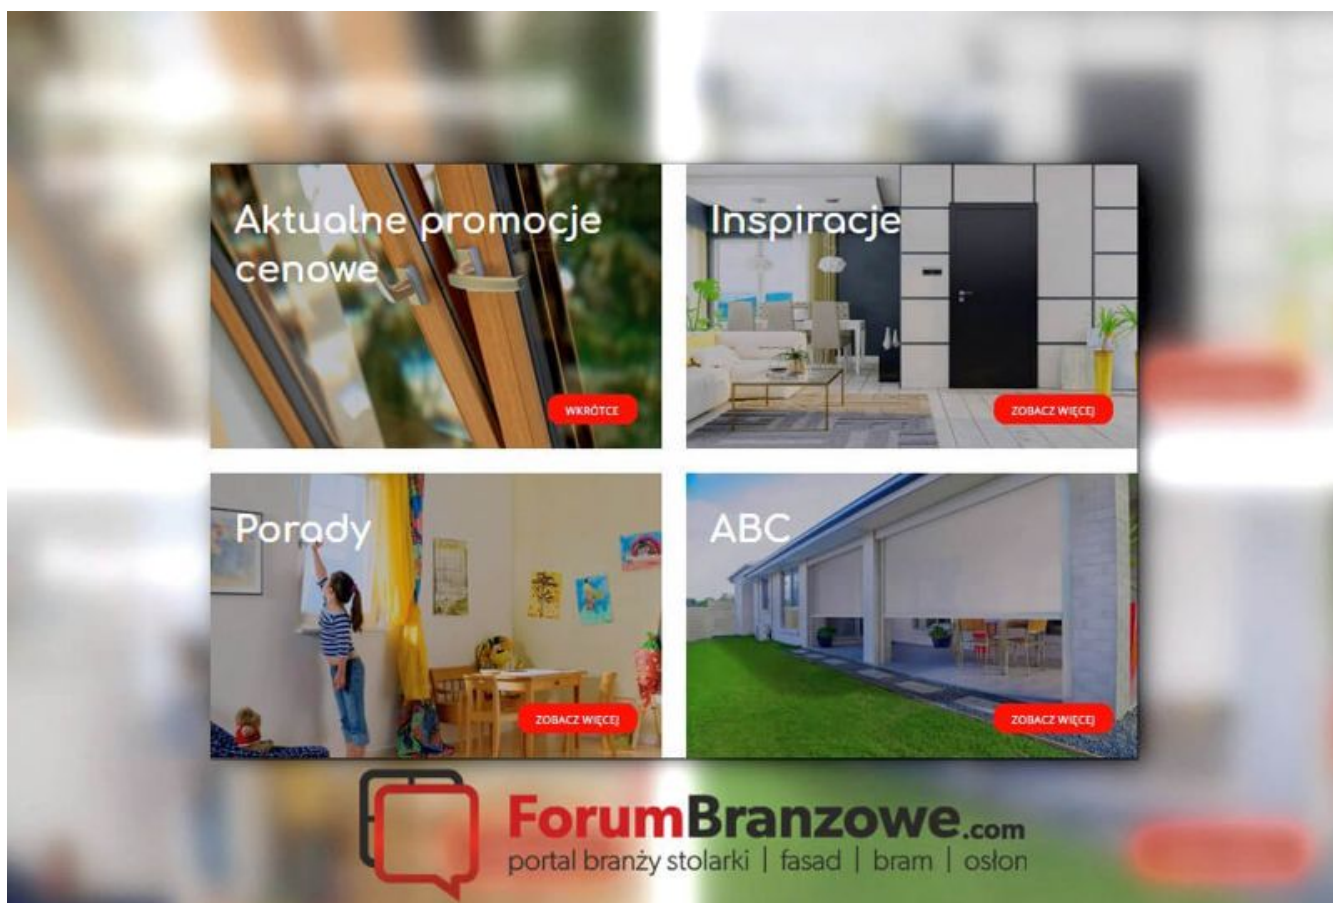 Aktualne promocje
cenowe
WKRÓTCE
Inspiracje
ZOBACZ WIĘCEJ
Porady
ZOBACZ WIĘCEJ
ABC
ZOBACZ WIĘCEJ
ForumBranzowe.com
portal branży stolarki | fasad | bram | osłon